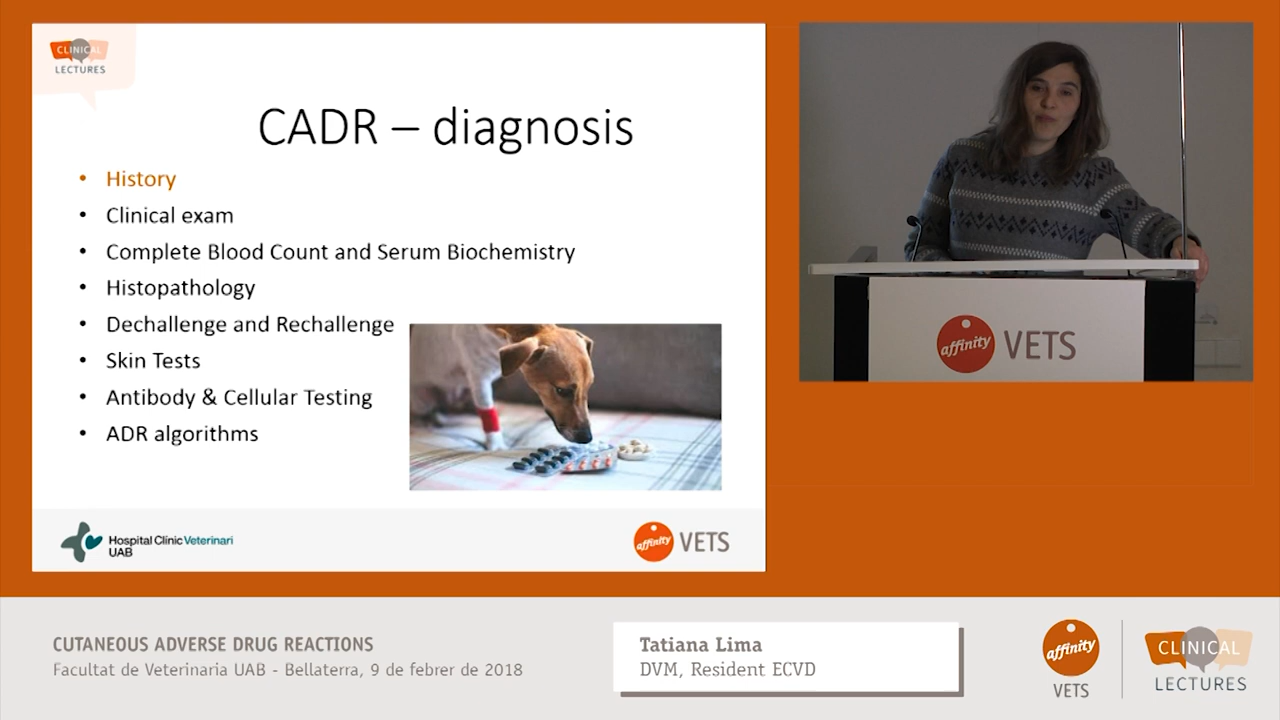 CLINICAL
LECTURES
CADR – diagnosis
• History
• Clinical exam
• Complete Blood Count and Serum Biochemistry
• Histopathology
• Dechallenge and Rechallenge
• Skin Tests
• Antibody & Cellular Testing
• ADR algorithms
Hospital Clínic Veterinari
UAB
affinity VETS
affinity VETS
CUTANEOUS ADVERSE DRUG REACTIONS
Facultat de Veterinaria UAB - Bellaterra, 9 de febrer de 2018
Tatiana Lima
DVM, Resident ECVD
affinity
VETS
CLINICAL
LECTURES